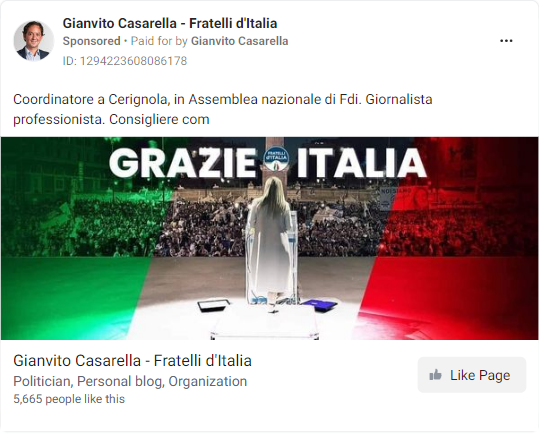 Gianvito Casarella - Fratelli d'Italia
Sponsored • Paid for by Gianvito Casarella
ID: 1294223608086178
Coordinatore a Cerignola, in Assemblea nazionale di Fdi. Giornalista
professionista. Consigliere com
GRAZIE FRATELLI D'ITALIA ITALIA
Gianvito Casarella - Fratelli d'Italia
Politician, Personal blog, Organization
5,665 people like this
Like Page